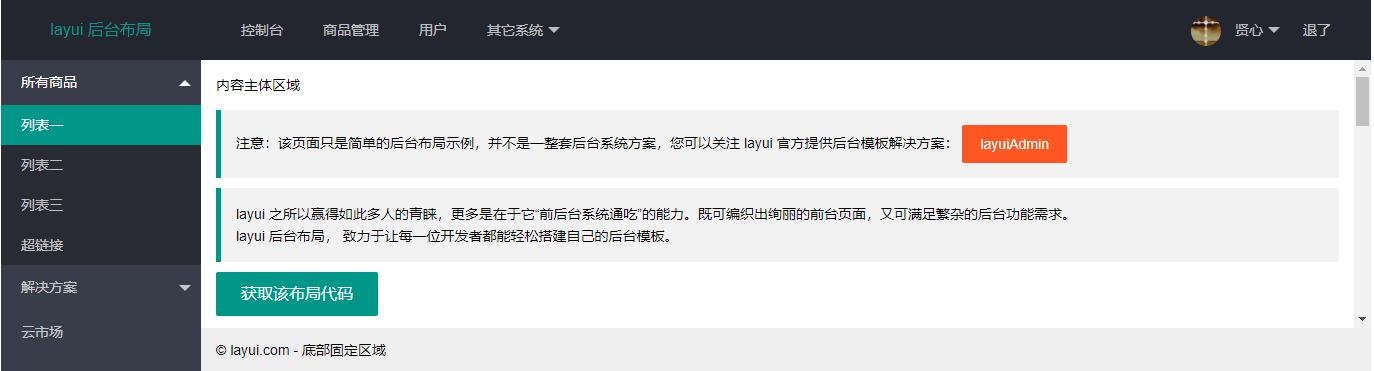 layui 后台布局
控制台
商品管理
用户
其它系统
贤心
退了
所有商品
列表一
列表二
列表三
超链接
解决方案
云市场
内容主体区域
注意：该页面只是简单的后台布局示例，并不是一整套后台系统方案，您可以关注 layui 官方提供后台模板解决方案： layuiAdmin
layui 之所以赢得如此多人的青睐，更多是在于它“前后台系统通吃”的能力。既可编织出绚丽的前台页面，又可满足繁杂的后台功能需求。
layui 后台布局， 致力于让每一位开发者都能轻松搭建自己的后台模板。
获取该布局代码
© layui.com - 底部固定区域